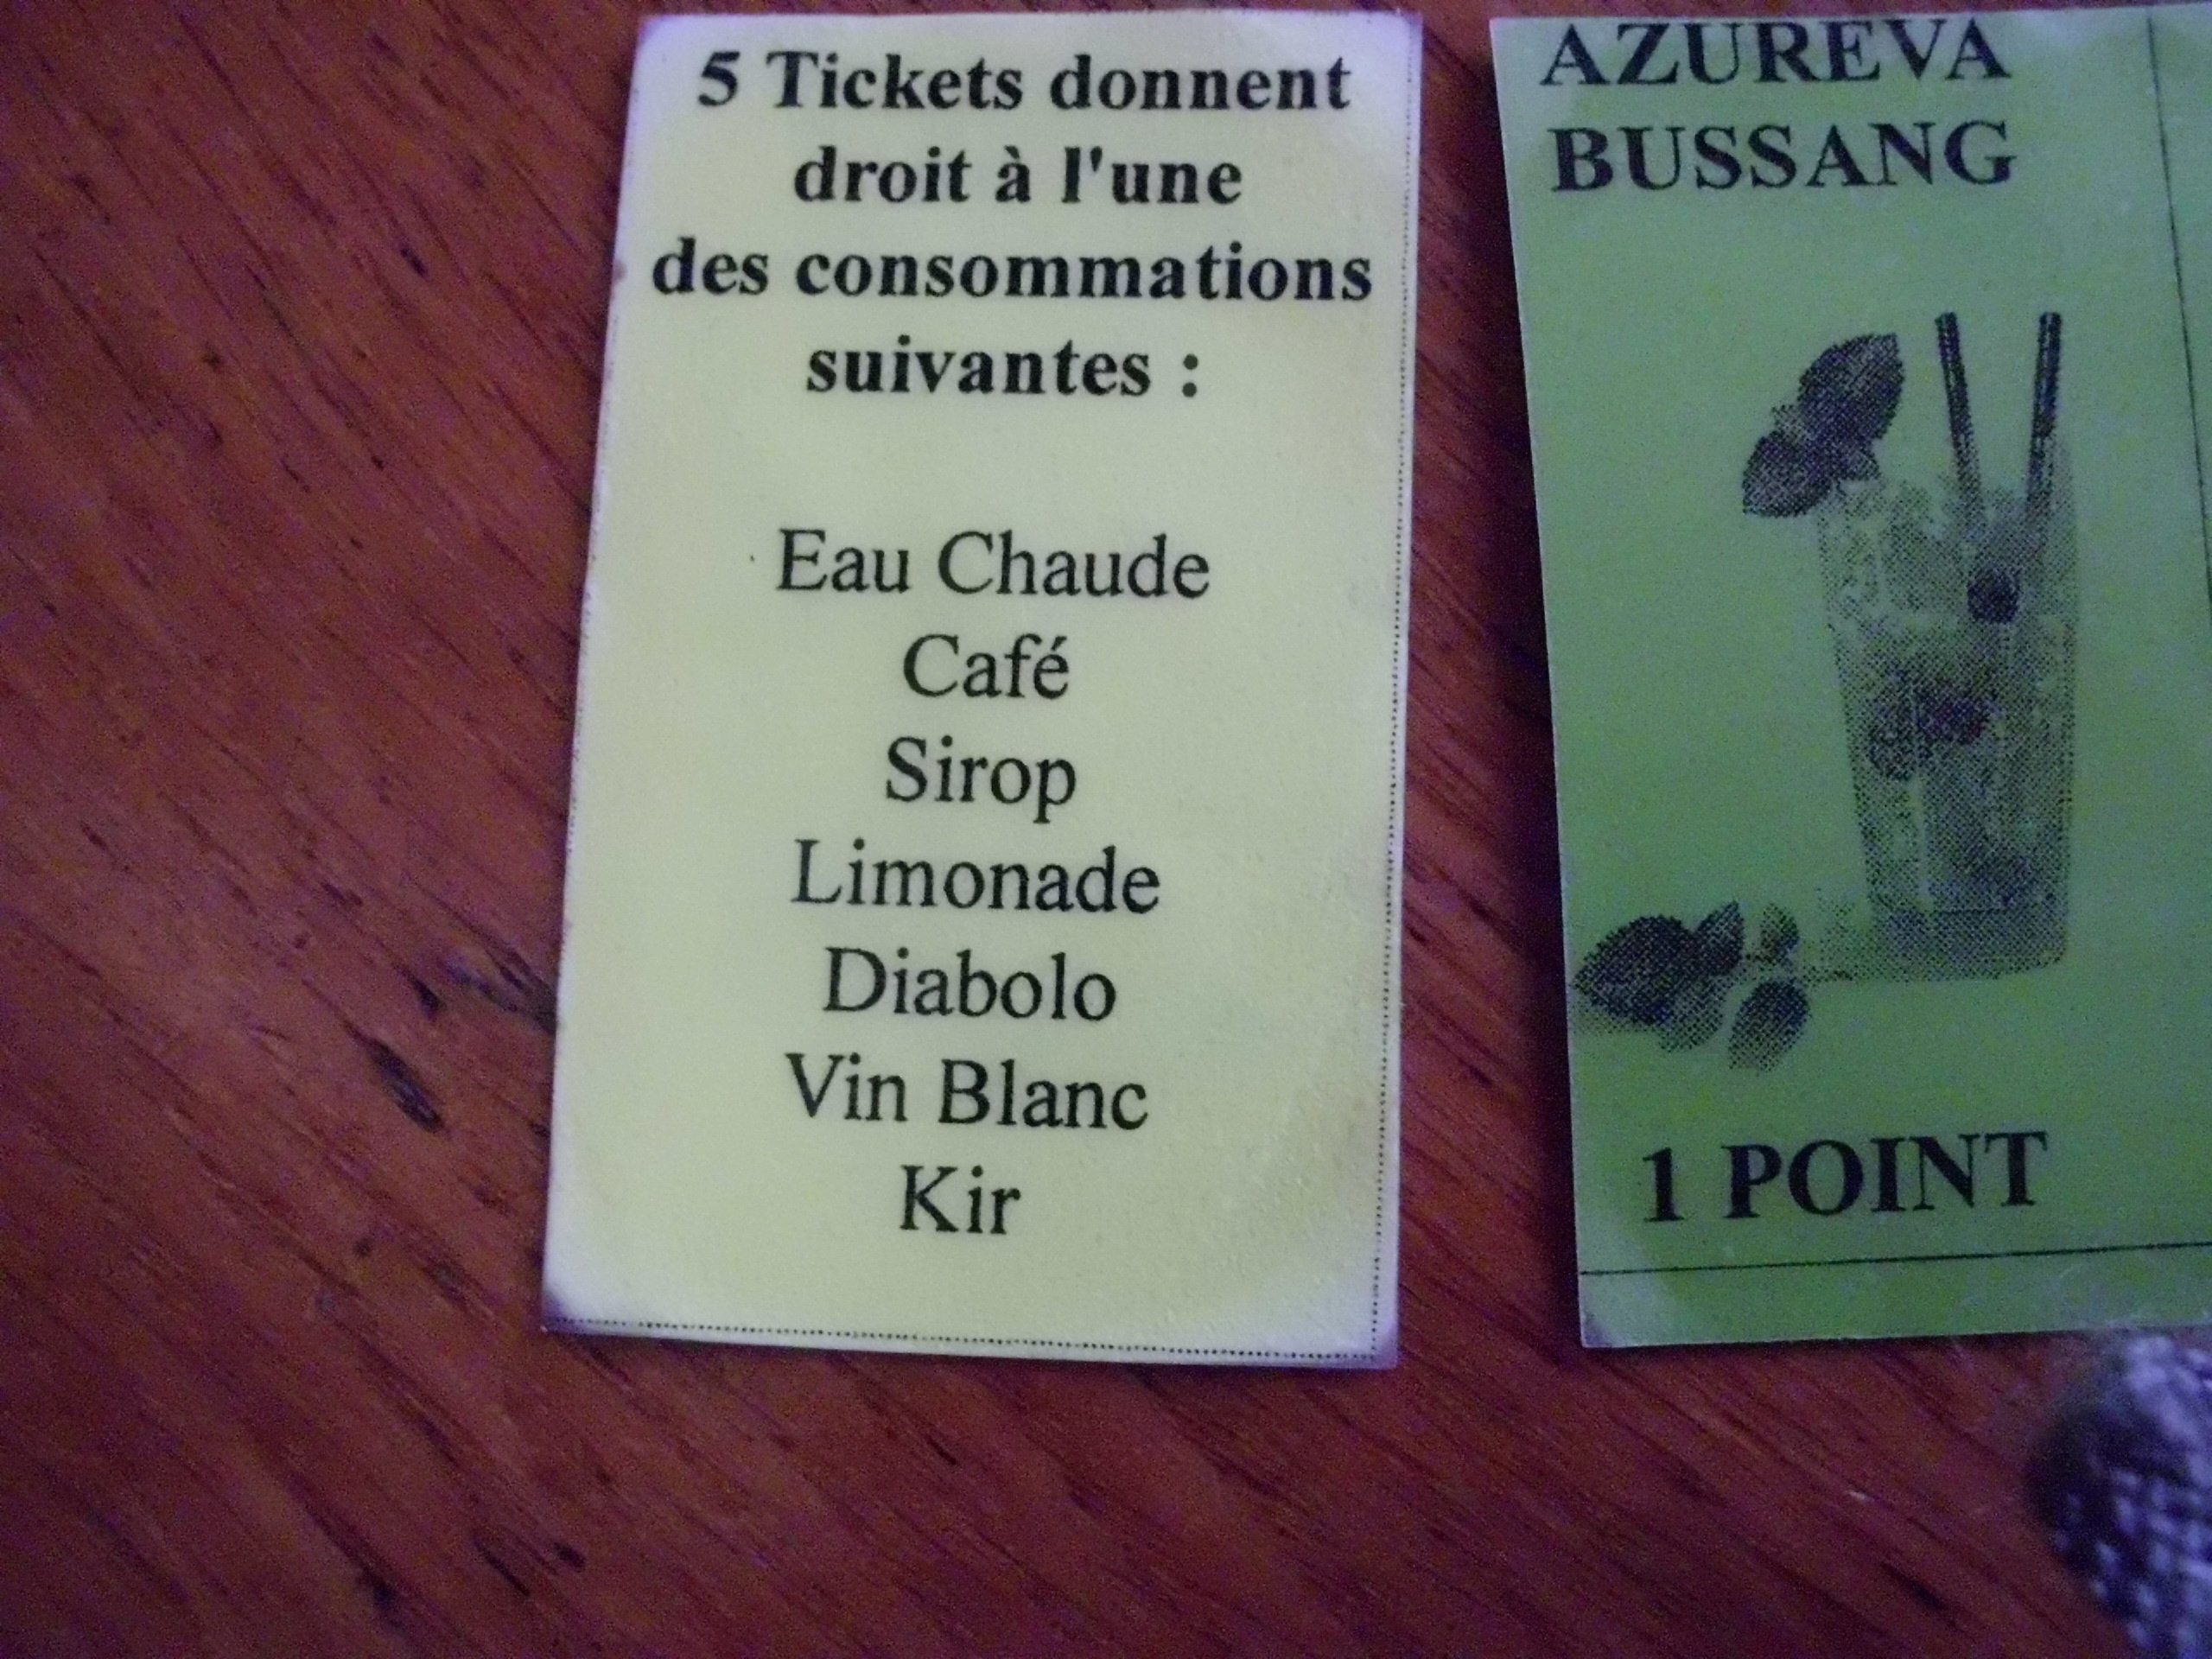 5 Tickets donnent
droit à l'une
des consommations
suivantes :
Eau Chaude
Café
Sirop
Limonade
Diabolo
Vin Blanc
Kir
AZUREVA
BUSSANG
1 POINT